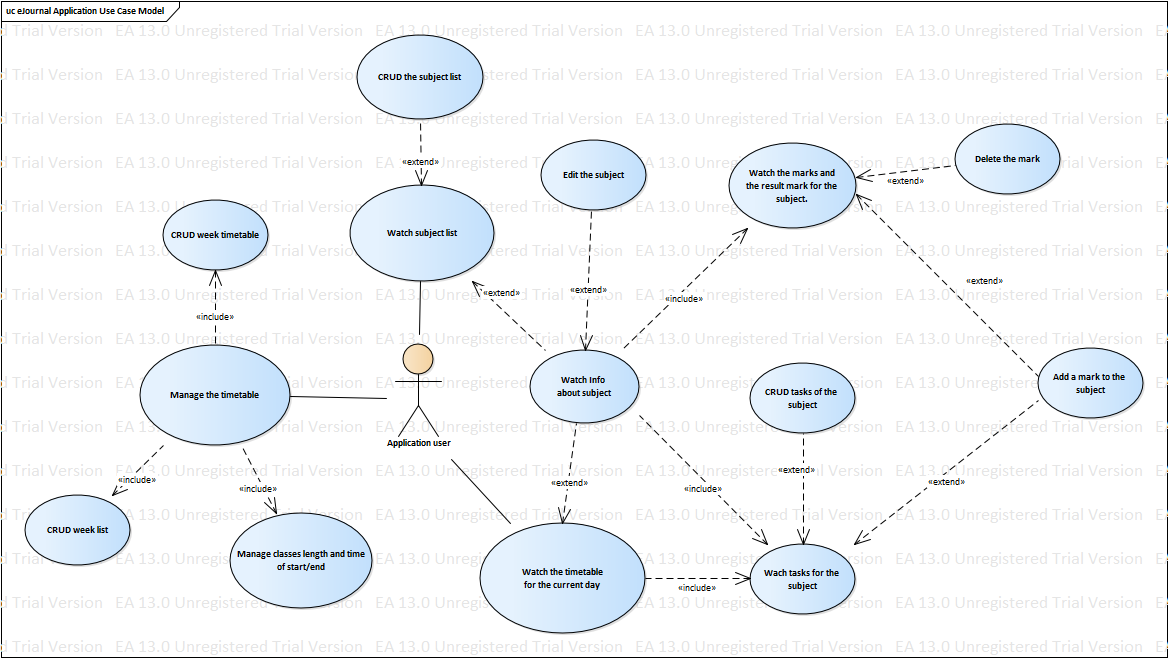 uc eJournal Application Use Case Model
EA 13.0 Unregistered Trial Version
CRUD the subject list
«extend»
Edit the subject
Watch the marks and
the result mark for the
subject.
Delete the mark
«extend»
CRUD week timetable
Watch subject list
«extend»
«extend»
«extend»
«include»
«include»
Manage the timetable
Application user
Watch Info
about subject
CRUD tasks of the
subject
Add a mark to the
subject
«include»
«include»
«extend»
«include»
«extend»
«extend»
CRUD week list
Manage classes length and time
of start/end
Watch the timetable
for the current day
«include»
Wach tasks for the
subject